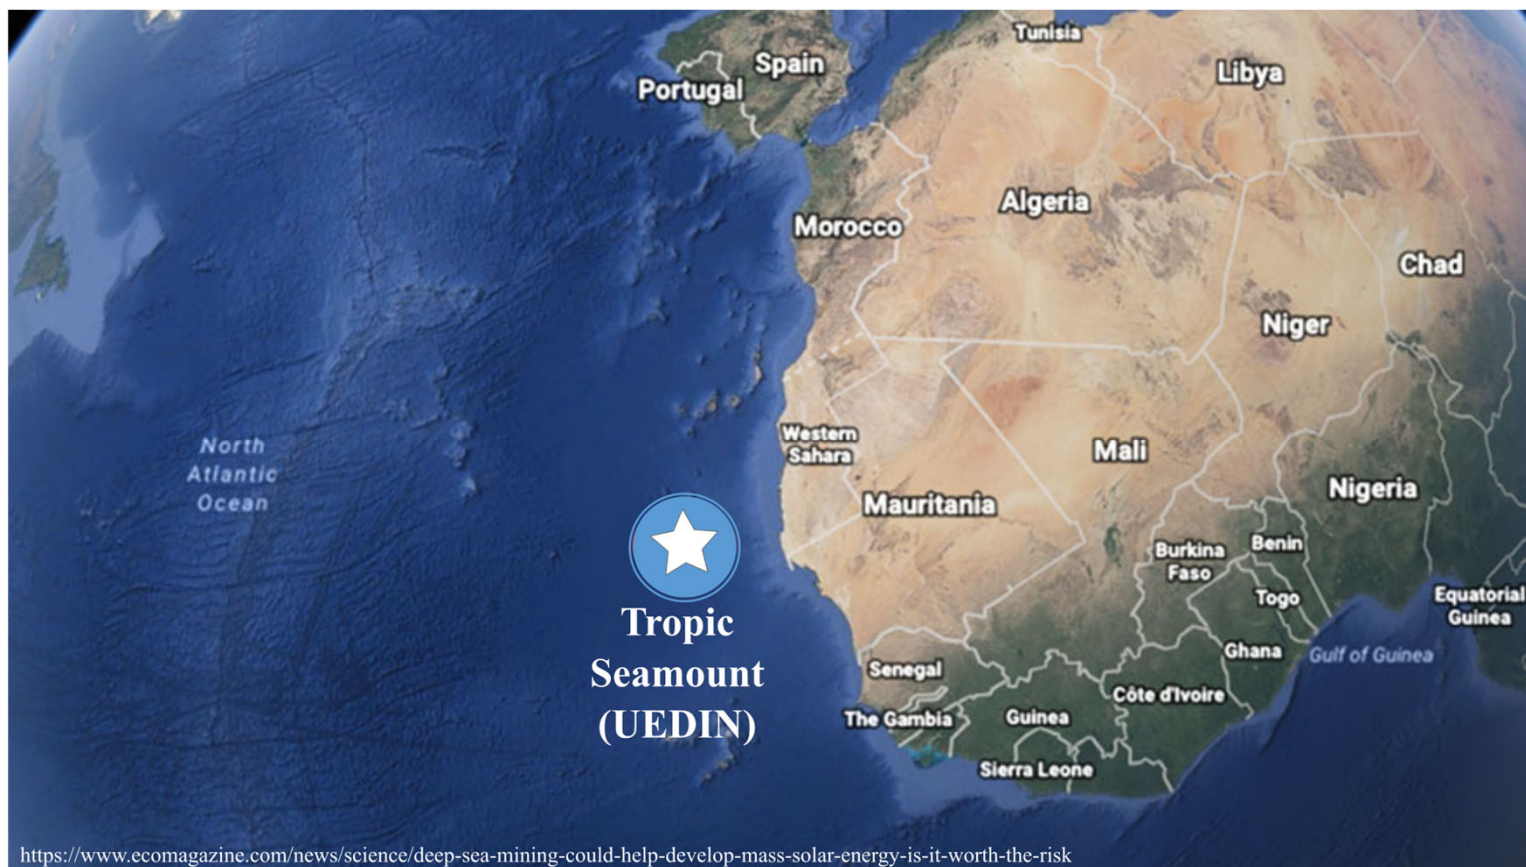 Tunisia
Spain
Libya
Portugal
Algeria
Morocco
Chad
Niger
Western
Sahara
North
Atlantic
Ocean
Mali
Mauritania
Nigeria
Burkina
Faso
Benin
Togo
Equatorial
Guinea
Tropic
Seamount
(UEDIN)
Ghana
Gulf of Guinea
Senegal
Côte d'Ivoire
The Gambia
Guinea
Sierra Leone
https://www.ecomagazine.com/news/science/deep-sea-mining-could-help-develop-mass-solar-energy-is-it-worth-the-risk